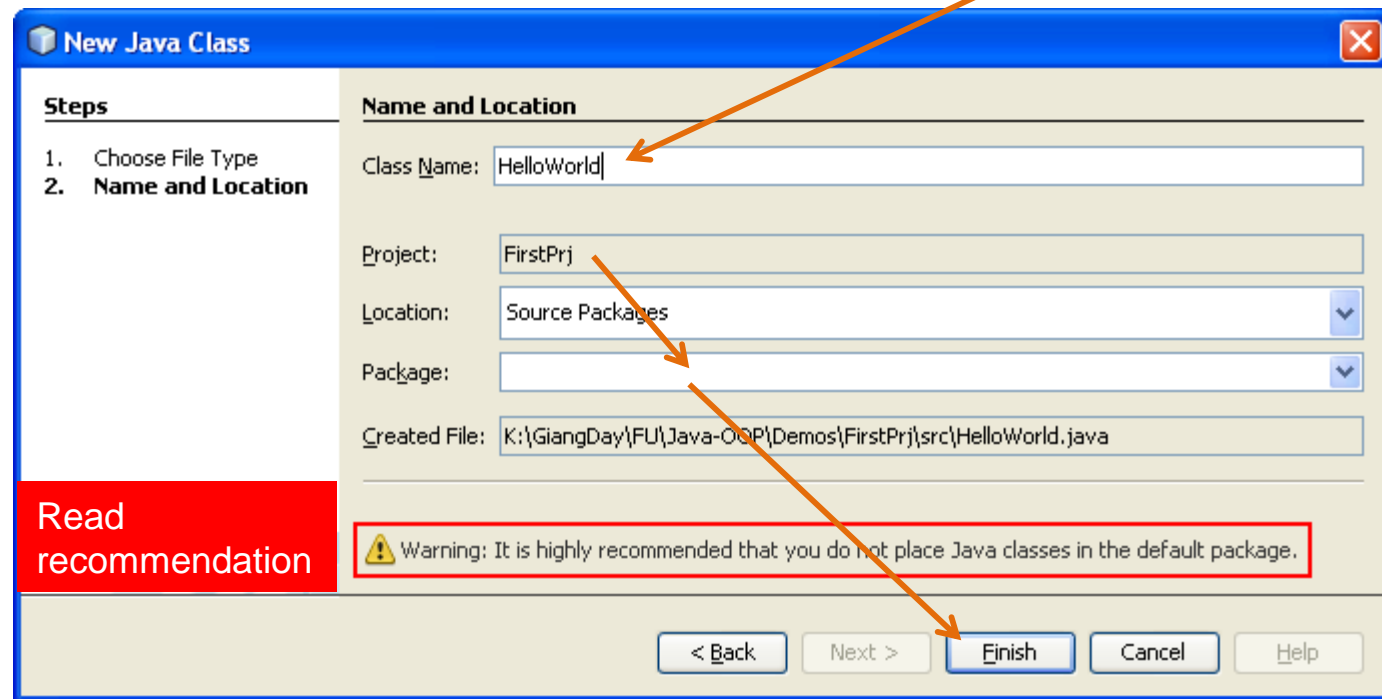 New Java Class
Steps
1. Choose File Type
2. Name and Location
Name and Location
Class Name: HelloWorld
Project: FirstPrj
Location: Source Packages
Package:
Created File: K:\GiangDay\FU\Java-OOP\Demos\FirstPrj\src\HelloWorld.java
Read
recommendation
Warning: It is highly recommended that you do not place Java classes in the default package.
< Back Next > Finish Cancel Help